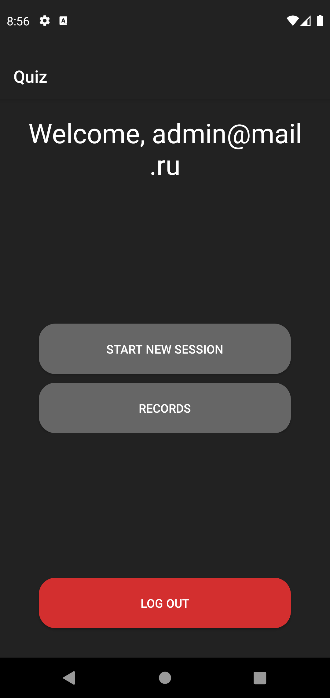 8:56
Quiz
Welcome, admin@mail
.ru
START NEW SESSION
RECORDS
LOG OUT